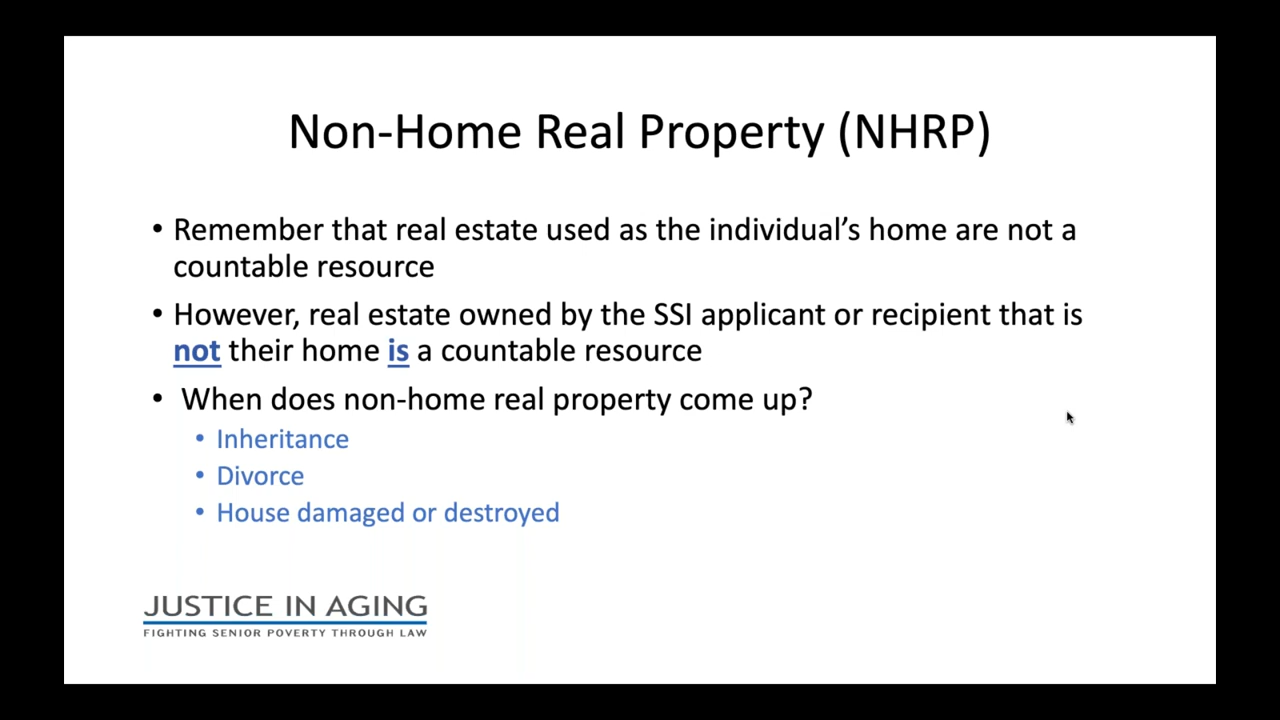 Non-Home Real Property (NHRP)
• Remember that real estate used as the individual’s home are not a
countable resource
• However, real estate owned by the SSI applicant or recipient that is
not their home is a countable resource
• When does non-home real property come up?
• Inheritance
• Divorce
• House damaged or destroyed
JUSTICE IN AGING
FIGHTING SENIOR POVERTY THROUGH LAW